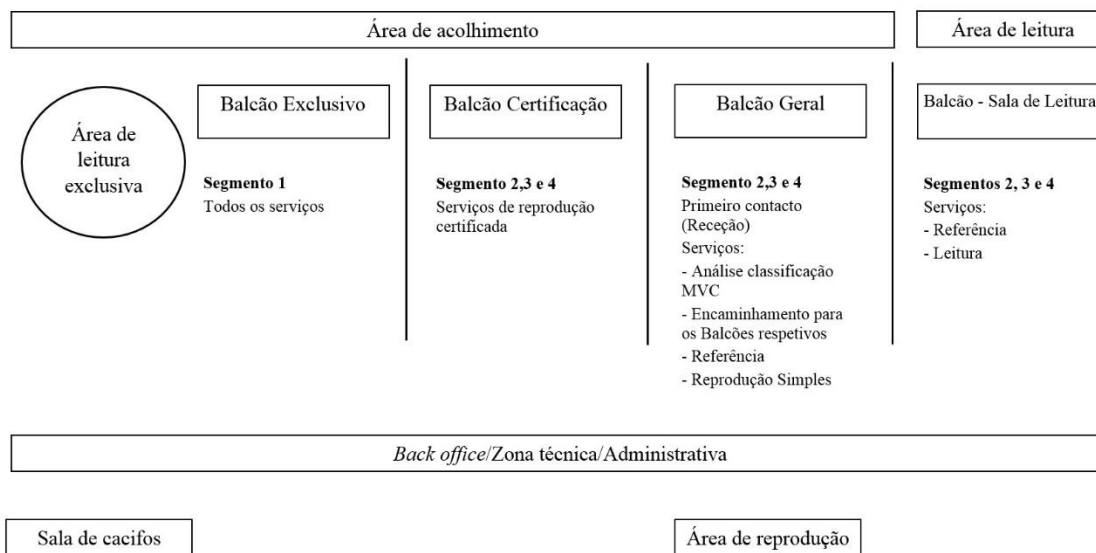 Área de acolhimento
Área de leitura
Área de
leitura
exclusiva
Balcão Exclusivo
Segmento 1
Todos os serviços
Balcão Certificação
Segmento 2,3 e 4
Serviços de reprodução
certificada
Balcão Geral
Segmento 2,3 e 4
Primeiro contacto
(Receção)
Serviços:
- Análise classificação
MVC
- Encaminhamento para
os Balcões respetivos
- Referência
- Reprodução Simples
Balcão - Sala de Leitura
Segmentos 2, 3 e 4
Serviços:
- Referência
- Leitura
Back office/Zona técnica/Administrativa
Sala de cacifos
Área de reprodução